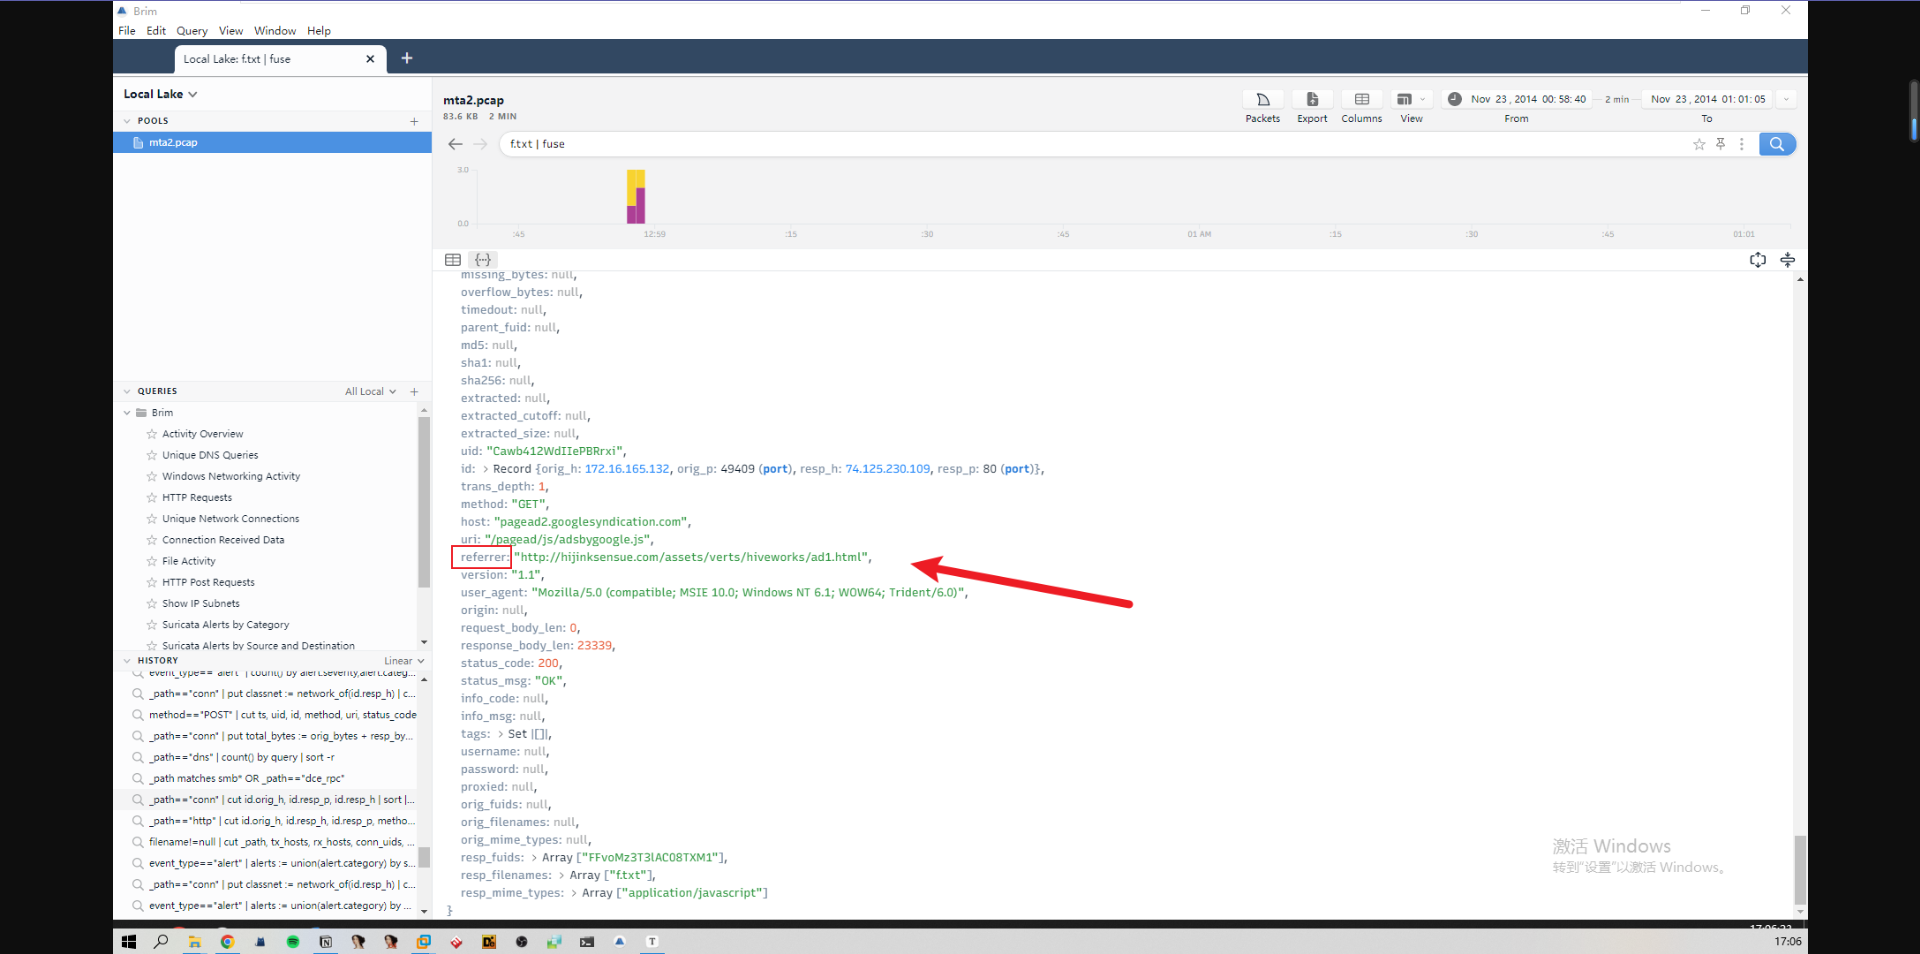 Brim
File Edit Query View Window Help
Local Lake: f.txt | fuse
Local Lake
POOLS
mta2.pcap
mta2.pcap
83.6 KB 2 MIN
Packets
Export
Columns
View
Nov 23 , 2014 00: 58: 40
2 min
Nov 23 , 2014 01: 01: 05
From
To
f.txt | fuse
3.0
0.0
:45
12:59
:15
:30
:45
01 AM
:15
:30
:45
01:01
missing_bytes: null,
overflow_bytes: null,
timedout: null,
parent_fuid: null,
md5: null,
sha1: null,
sha256: null,
extracted: null,
extracted_cutoff: null,
extracted_size: null,
uid: "Cawb412WdIIePBRrxi",
id: > Record {orig_h: 172.16.165.132, orig_p: 49409 (port), resp_h: 74.125.230.109, resp_p: 80 (port)},
trans_depth: 1,
method: "GET",
host: "pagead2.googlesyndication.com",
uri: "/pagead/js/adsbygoogle.js",
referrer: "http://hijinksensue.com/assets/verts/hiveworks/ad1.html",
version: "1.1",
user_agent: "Mozilla/5.0 (compatible; MSIE 10.0; Windows NT 6.1; WOW64; Trident/6.0)",
origin: null,
request_body_len: 0,
response_body_len: 23339,
status_code: 200,
status_msg: "OK",
info_code: null,
info_msg: null,
tags: > Set |[]|,
username: null,
password: null,
proxied: null,
orig_fuids: null,
orig_filenames: null,
orig_mime_types: null,
resp_fuids: > Array ["FFvoMz3T3lAC08TXM1"],
resp_filenames: > Array ["f.txt"],
resp_mime_types: > Array ["application/javascript"]
}
QUERIES
All Local
Brim
Activity Overview
Unique DNS Queries
Windows Networking Activity
HTTP Requests
Unique Network Connections
Connection Received Data
File Activity
HTTP Post Requests
Show IP Subnets
Suricata Alerts by Category
Suricata Alerts by Source and Destination
HISTORY
Linear
event_type=="alert" | count() by alert.severity,alert.categ...
_path=="conn" | put classnet := network_of(id.resp_h) | c...
method=="POST" | cut ts, uid, id, method, uri, status_code
_path=="conn" | put total_bytes := orig_bytes + resp_by...
_path=="dns" | count() by query | sort -r
_path matches smb* OR _path=="dce_rpc"
_path=="conn" | cut id.orig_h, id.resp_p, id.resp_h | sort |...
_path=="http" | cut id.orig_h, id.resp_h, id.resp_p, metho...
filename!=null | cut _path, tx_hosts, rx_hosts, conn_uids, ...
event_type=="alert" | alerts := union(alert.category) by s...
_path=="conn" | put classnet := network_of(id.resp_h) | c...
event_type=="alert" | alerts := union(alert.category) by ...
激活 Windows
转到"设置"以激活 Windows。
17:06